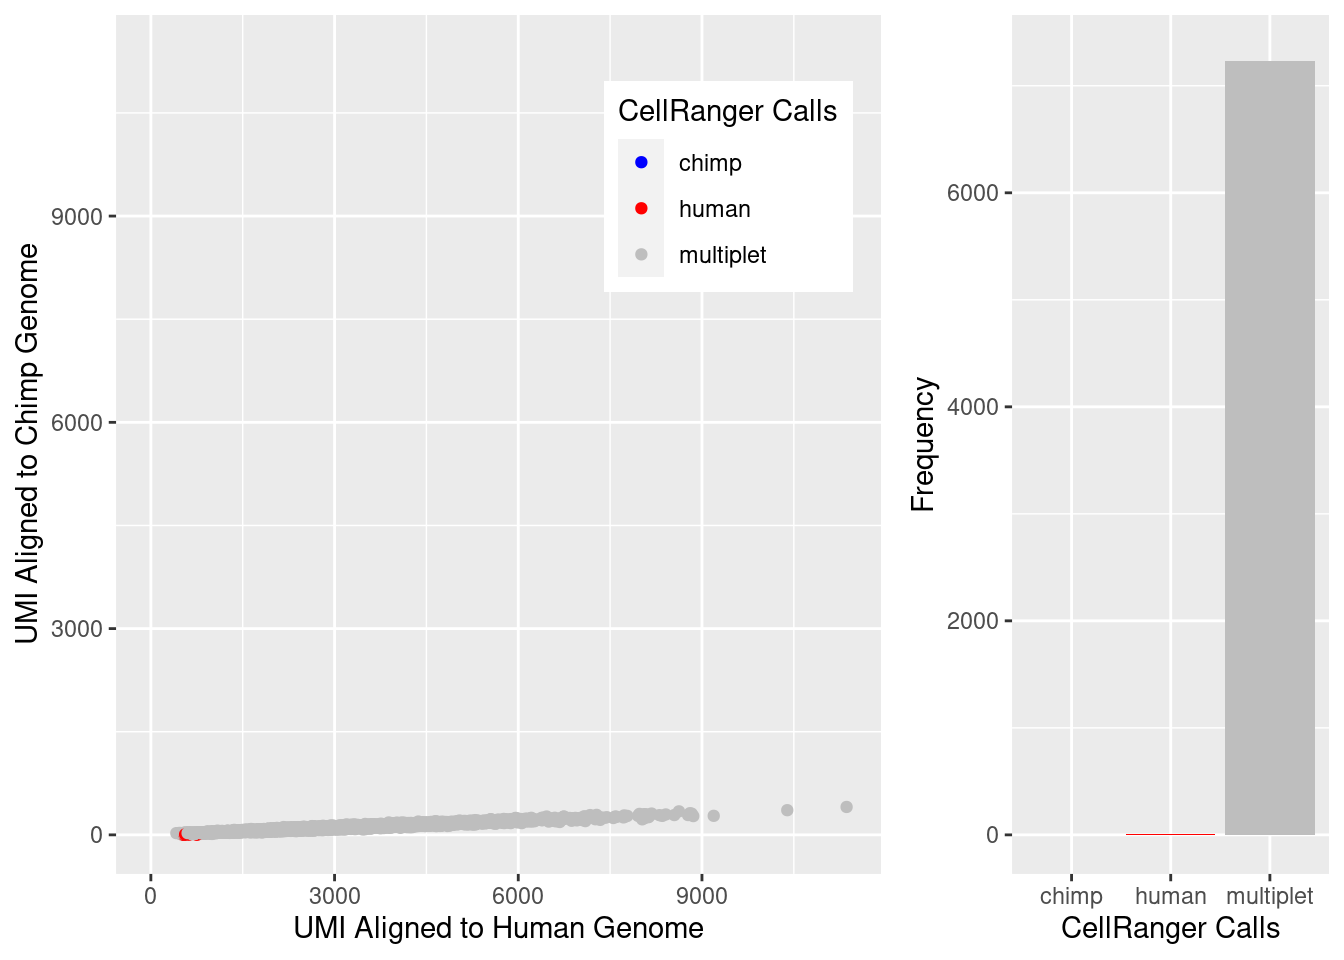 CellRanger Calls
chimp
human
multiplet
UMI Aligned to Chimp Genome
9000
6000
3000
0
0 3000 6000 9000
UMI Aligned to Human Genome
Frequency
6000
4000
2000
0
chimp human multiplet
CellRanger Calls